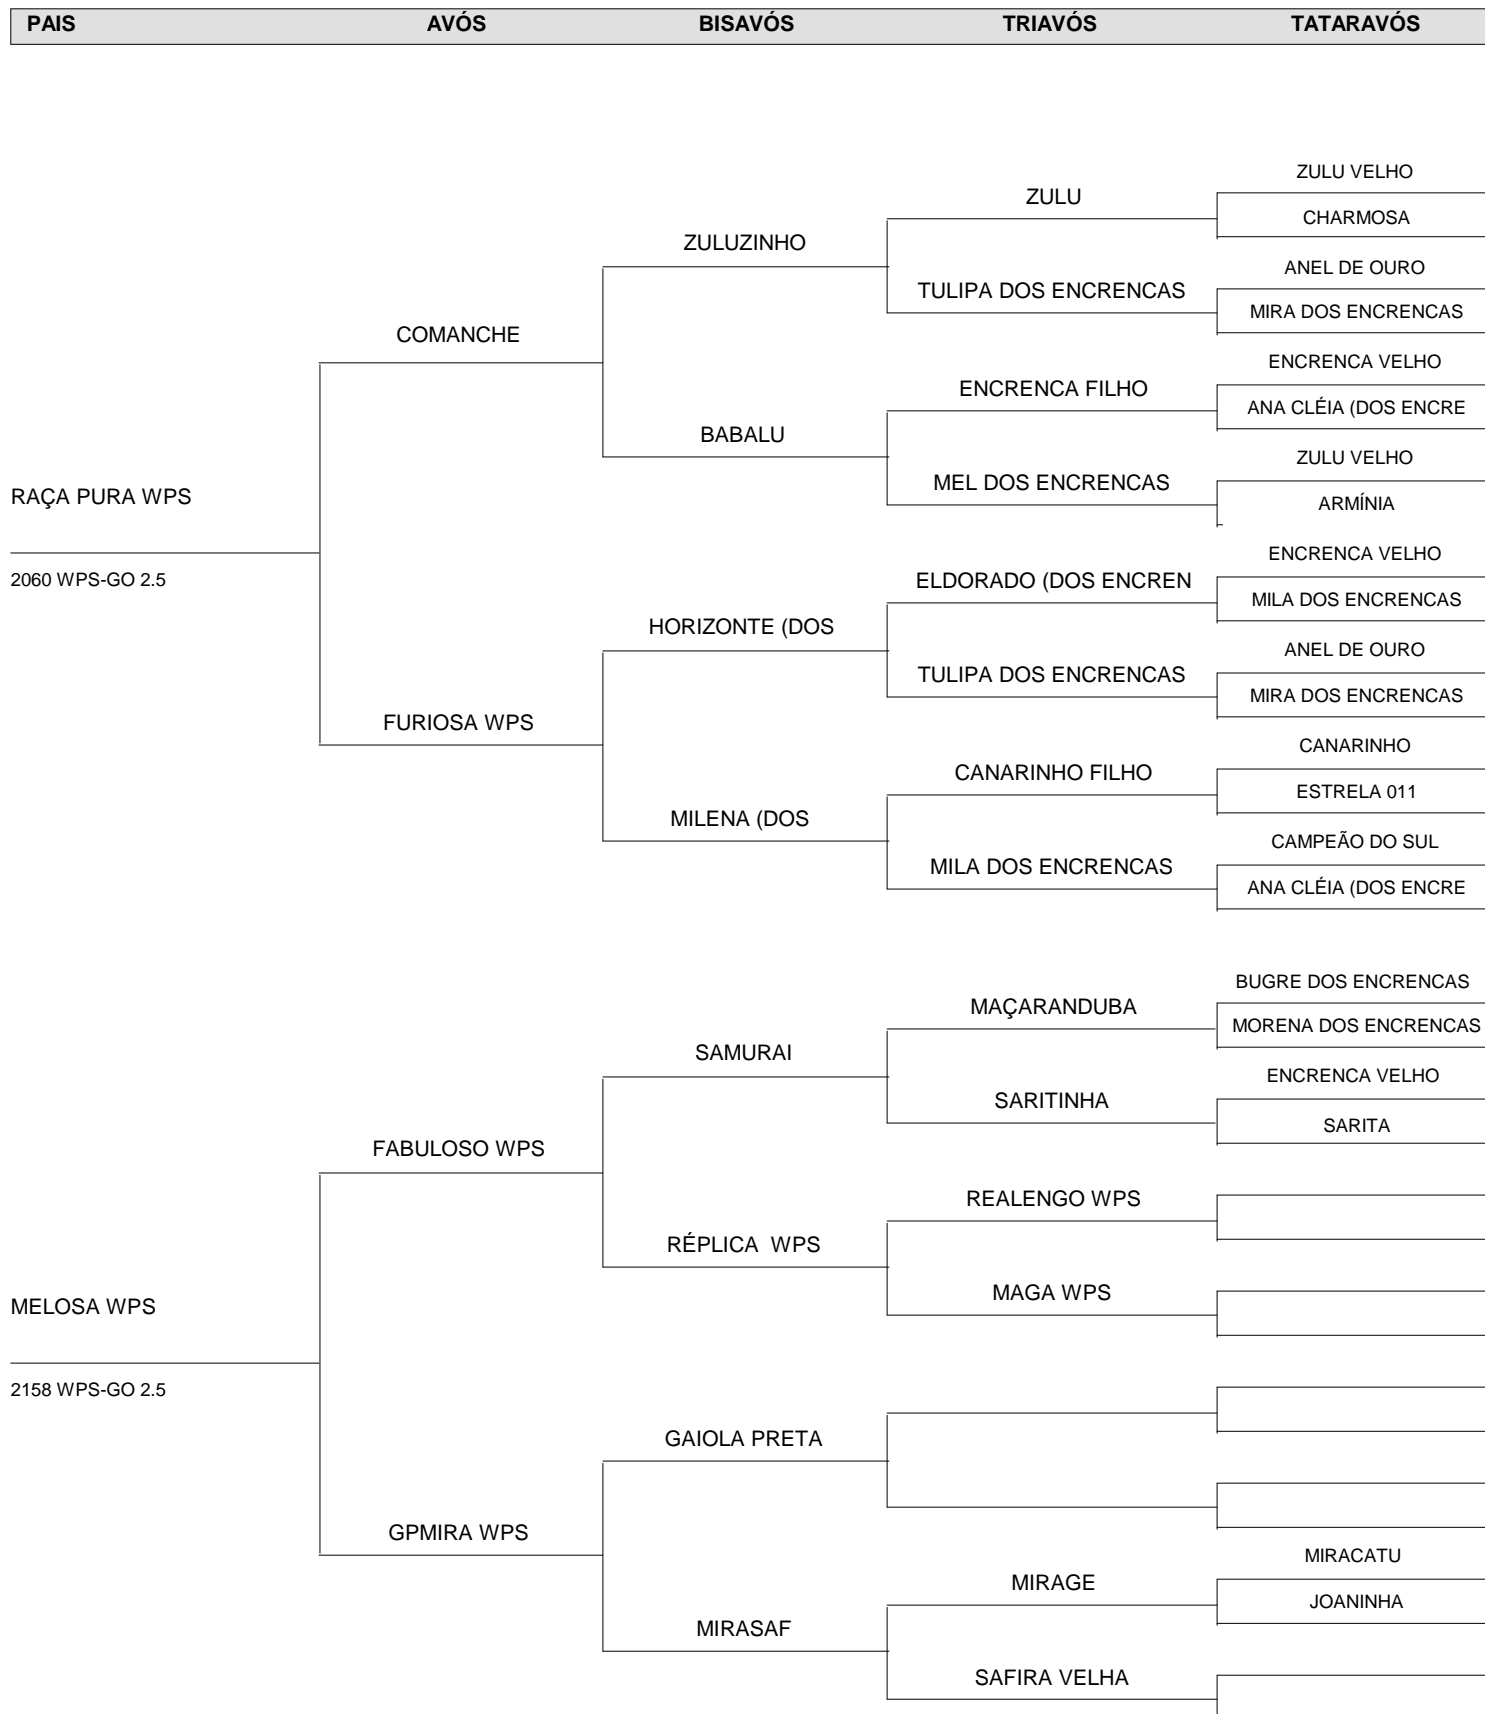 PAIS AVÓS BISAVÓS TRIAVÓS TATARAVÓS
ZULU VELHO
ZULU
CHARMOSA
ZULUZINHO
ANEL DE OURO
TULIPA DOS ENCRENCAS
MIRA DOS ENCRENCAS
COMANCHE
ENCRENCA VELHO
ENCRENCA FILHO
ANA CLÉIA (DOS ENCRE
BABALU
ZULU VELHO
MEL DOS ENCRENCAS
RAÇA PURA WPS
ARMÍNIA
ENCRENCA VELHO
2060 WPS-GO 2.5
ELDORADO (DOS ENCREN
MILA DOS ENCRENCAS
HORIZONTE (DOS
ANEL DE OURO
TULIPA DOS ENCRENCAS
MIRA DOS ENCRENCAS
FURIOSA WPS
CANARINHO
CANARINHO FILHO
ESTRELA 011
MILENA (DOS
CAMPEÃO DO SUL
MILA DOS ENCRENCAS
ANA CLÉIA (DOS ENCRE
BUGRE DOS ENCRENCAS
MAÇARANDUBA
MORENA DOS ENCRENCAS
SAMURAI
ENCRENCA VELHO
SARITINHA
SARITA
FABULOSO WPS
REALENGO WPS
RÉPLICA WPS
MAGA WPS
MELOSA WPS
2158 WPS-GO 2.5
GAIOLA PRETA
GPMIRA WPS
MIRACATU
MIRAGE
JOANINHA
MIRASAF
SAFIRA VELHA